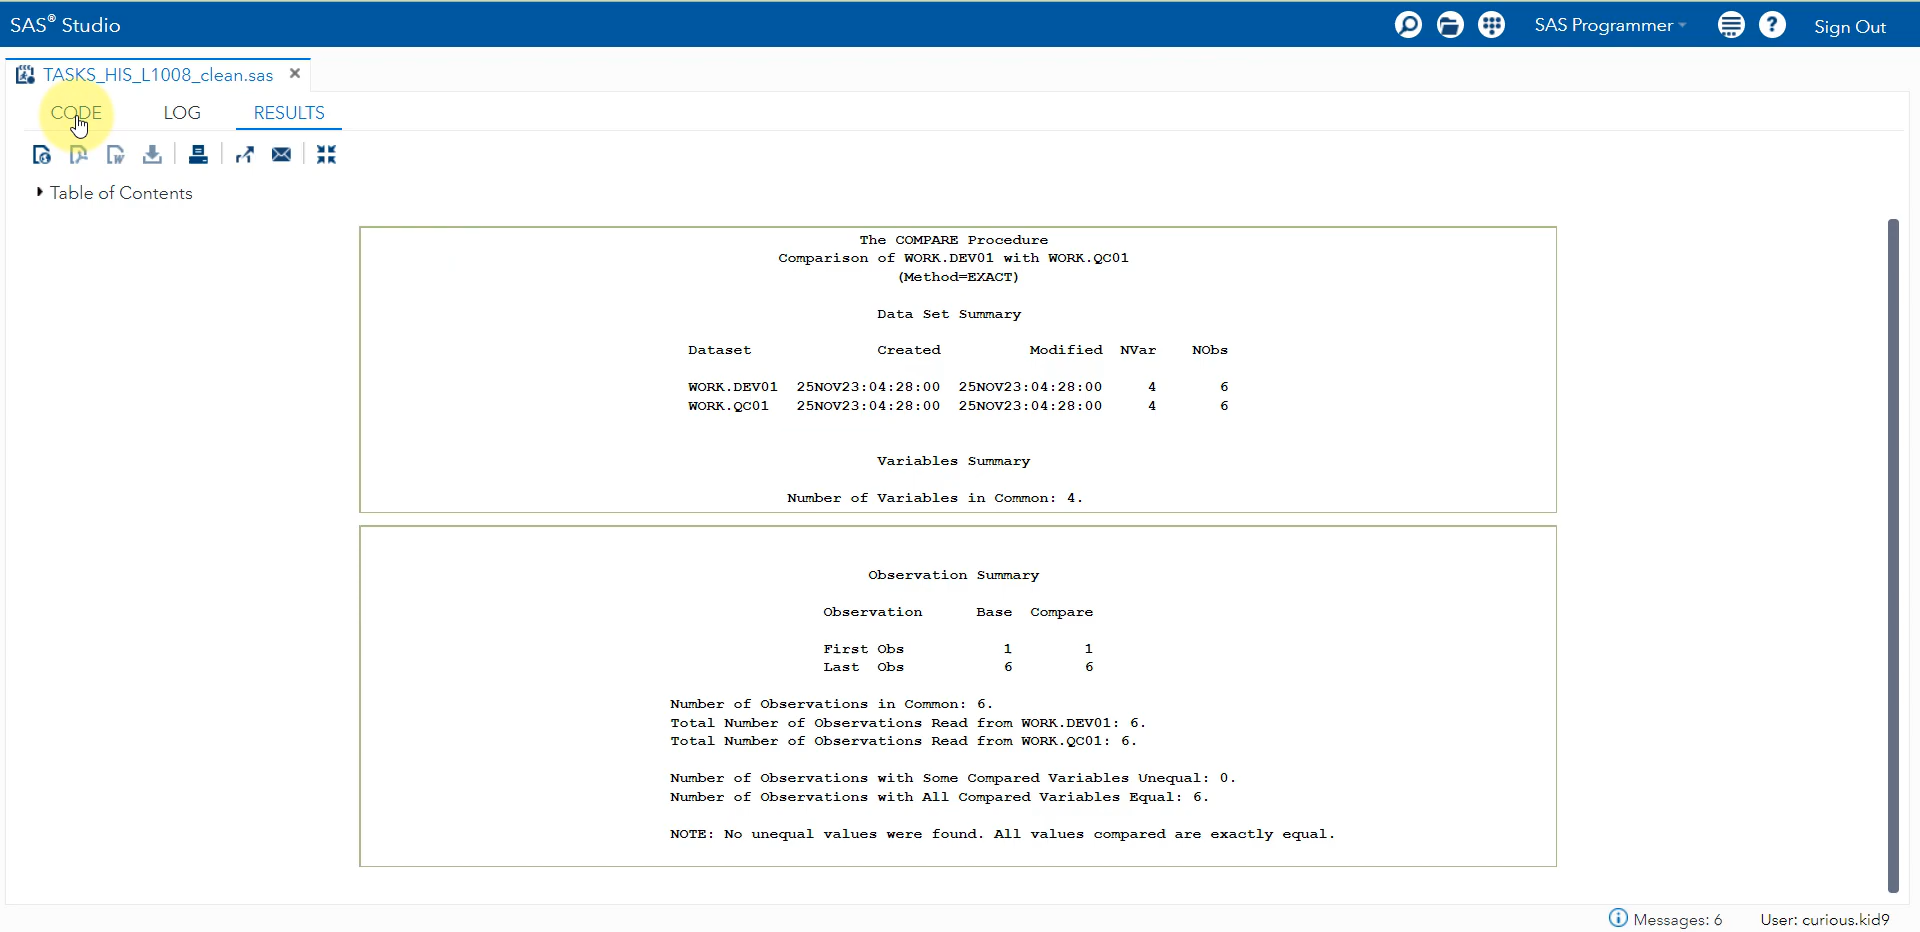 SAS® Studio
SAS Programmer
Sign Out
TASKS_HIS_L1008_clean.sas
CODE LOG RESULTS
Table of Contents
The COMPARE Procedure
Comparison of WORK.DEV01 with WORK.QC01
(Method=EXACT)
Data Set Summary
Dataset Created Modified NVar NObs
WORK.DEV01 25NOV23:04:28:00 25NOV23:04:28:00 4 6
WORK.QC01 25NOV23:04:28:00 25NOV23:04:28:00 4 6
Variables Summary
Number of Variables in Common: 4.
Observation Summary
Observation Base Compare
First Obs 1 1
Last Obs 6 6
Number of Observations in Common: 6.
Total Number of Observations Read from WORK.DEV01: 6.
Total Number of Observations Read from WORK.QC01: 6.
Number of Observations with Some Compared Variables Unequal: 0.
Number of Observations with All Compared Variables Equal: 6.
NOTE: No unequal values were found. All values compared are exactly equal.
Messages: 6
User: curious.kid9